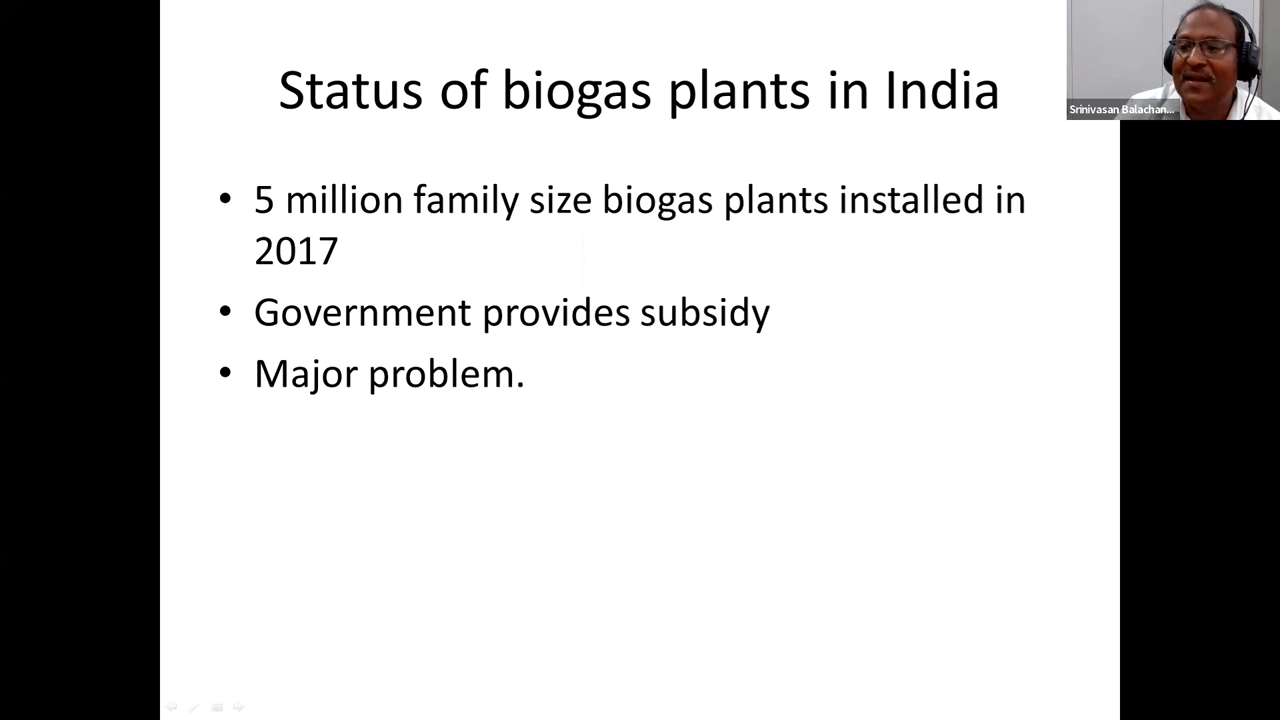 Status of biogas plants in India
Srinivasan Balachan...
• 5 million family size biogas plants installed in
2017
• Government provides subsidy
• Major problem.